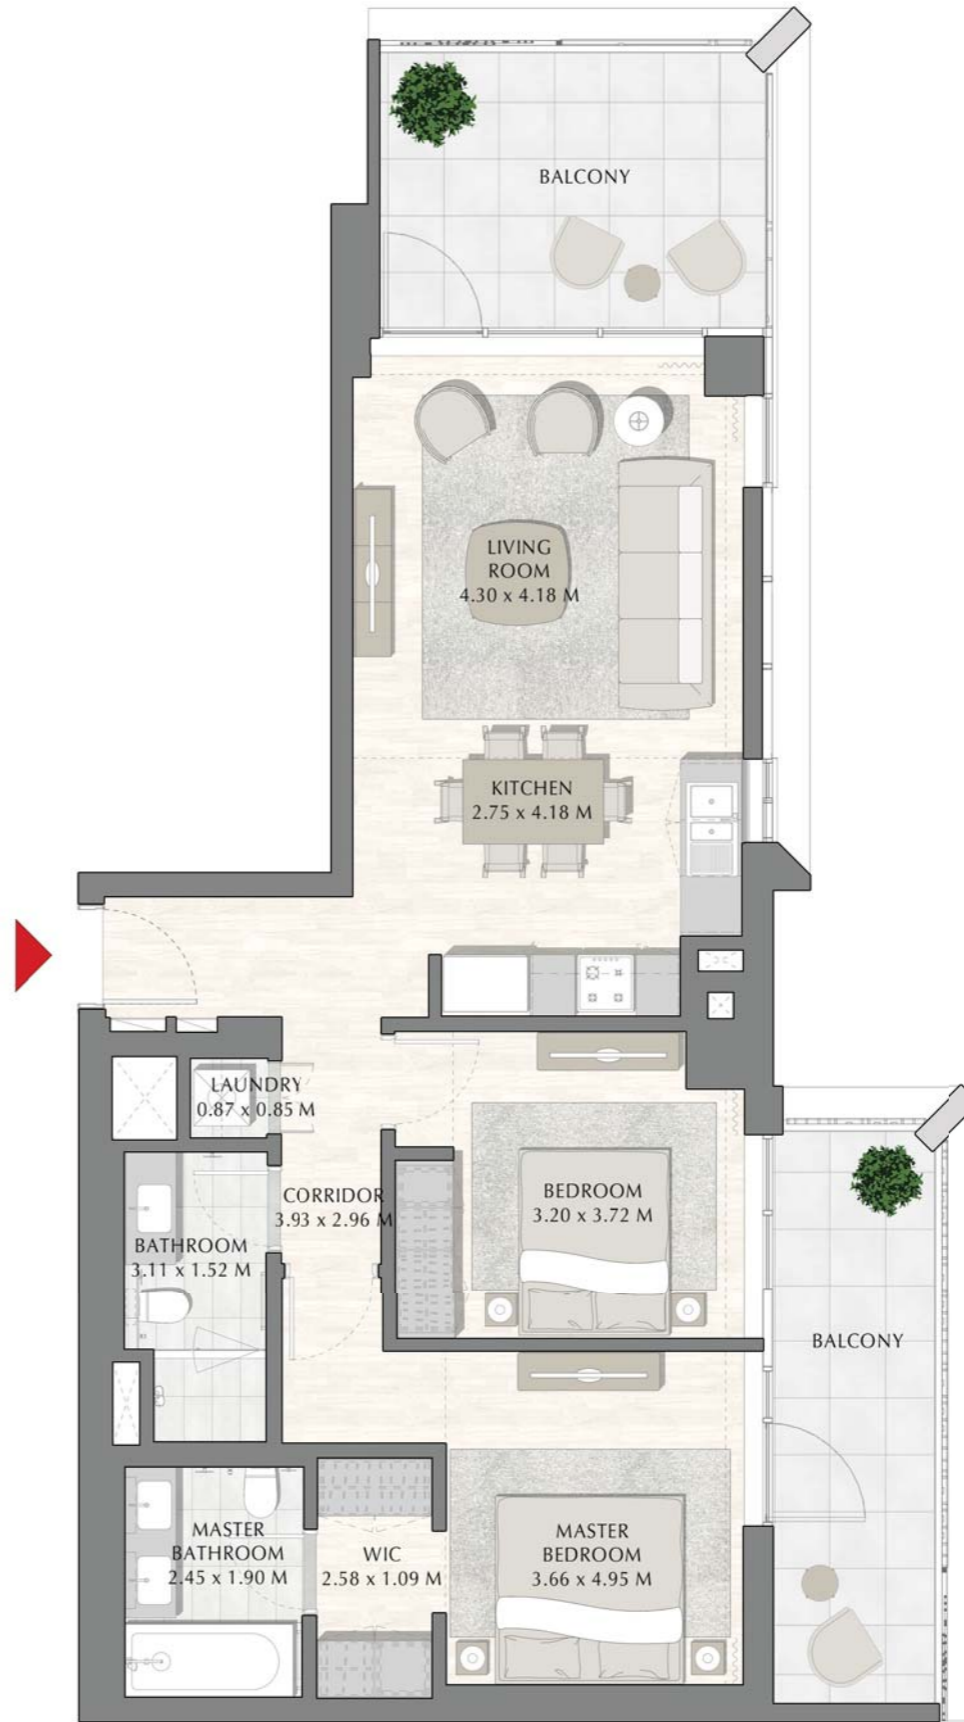 BALCONY
LIVING
ROOM
4.30 x 4.18 M
KITCHEN
2.75 x 4.18 M
LAUNDRY
0.87 x 0.85 M
CORRIDOR
3.93 x 2.96 M
BEDROOM
3.20 x 3.72 M
BATHROOM
3.11 x 1.52 M
BALCONY
MASTER
BATHROOM
2.45 x 1.90 M
WIC
2.58 x 1.09 M
MASTER
BEDROOM
3.66 x 4.95 M